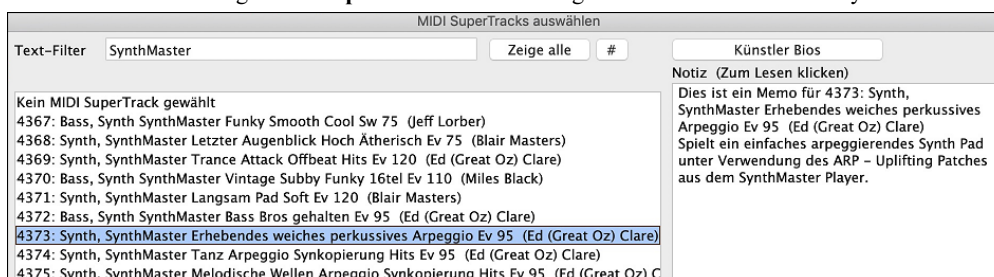 MIDI SuperTracks auswählen
Text-Filter SynthMaster Zeige alle # Künstler Bios
Notiz (Zum Lesen klicken)
Kein MIDI SuperTrack gewählt
4367: Bass, Synth SynthMaster Funky Smooth Cool Sw 75 (Jeff Lorber)
4368: Synth, SynthMaster Letzter Augenblick Hoch Ätherisch Ev 75 (Blair Masters)
4369: Synth, SynthMaster Trance Attack Offbeat Hits Ev 120 (Ed (Great Oz) Clare)
4370: Bass, Synth SynthMaster Vintage Subby Funky 16tel Ev 110 (Miles Black)
4371: Synth, SynthMaster Langsam Pad Soft Ev 120 (Blair Masters)
4372: Bass, Synth SynthMaster Bass Bros gehalten Ev 95 (Ed (Great Oz) Clare)
4373: Synth, SynthMaster Erhebendes weiches perkussives Arpeggio Ev 95 (Ed (Great Oz) Clare)
4374: Synth, SynthMaster Tanz Arpeggio Synkopierung Hits Ev 95 (Ed (Great Oz) Clare)
4375: Synth, SynthMaster Melodische Wellen Arpeggio Synkopierung Hits Ev 95 (Ed (Great Oz) C
Dies ist ein Memo für 4373: Synth,
SynthMaster Erhebendes weiches perkussives
Arpeggio Ev 95 (Ed (Great Oz) Clare)
Spielt ein einfaches arpeggierendes Synth Pad
unter Verwendung des ARP – Uplifting Patches
aus dem SynthMaster Player.